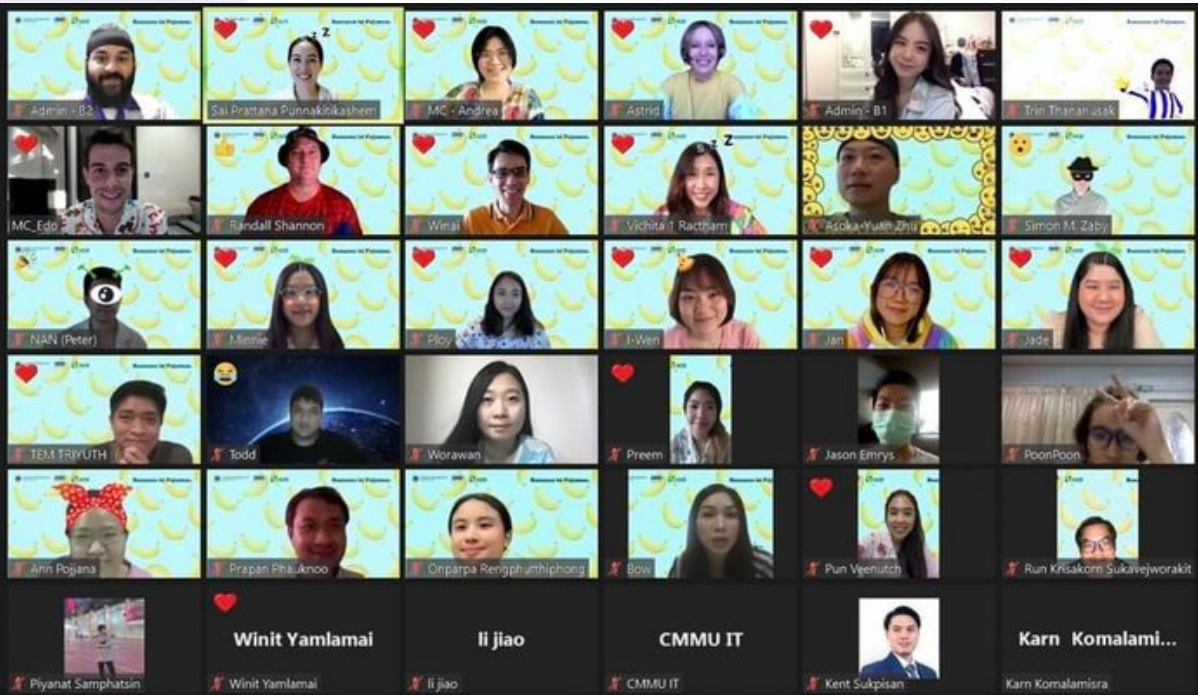 Admin - B2
Sai Prattana Punnakitikashem
MC - Andrea
Astrid
Admin - B1
Trin Thananusak
MC_Edo
Randall Shannon
Winai
Vichita 1 Ractham
Asoka-Yuan Zhu
Simon M. Zaby
NAN (Peter)
Minnie
Ploy
I-Wen
Jan
Jade
TEM TRIYUTH
Todd
Worawan
Preem
Jason Emrys
PoonPoon
Ann Pojjana
Prapan Phauknoo
Onparpa Rengphutthiphong
Bow
Pun Veenutch
Run Krisakorn Sukavejworakit
Piyanat Samphatsin
Winit Yamlamai
Winit Yamlamai
li jiao
li jiao
CMMU IT
CMMU IT
Kent Sukpisan
Karn Komalami...
Karn Komalamisra